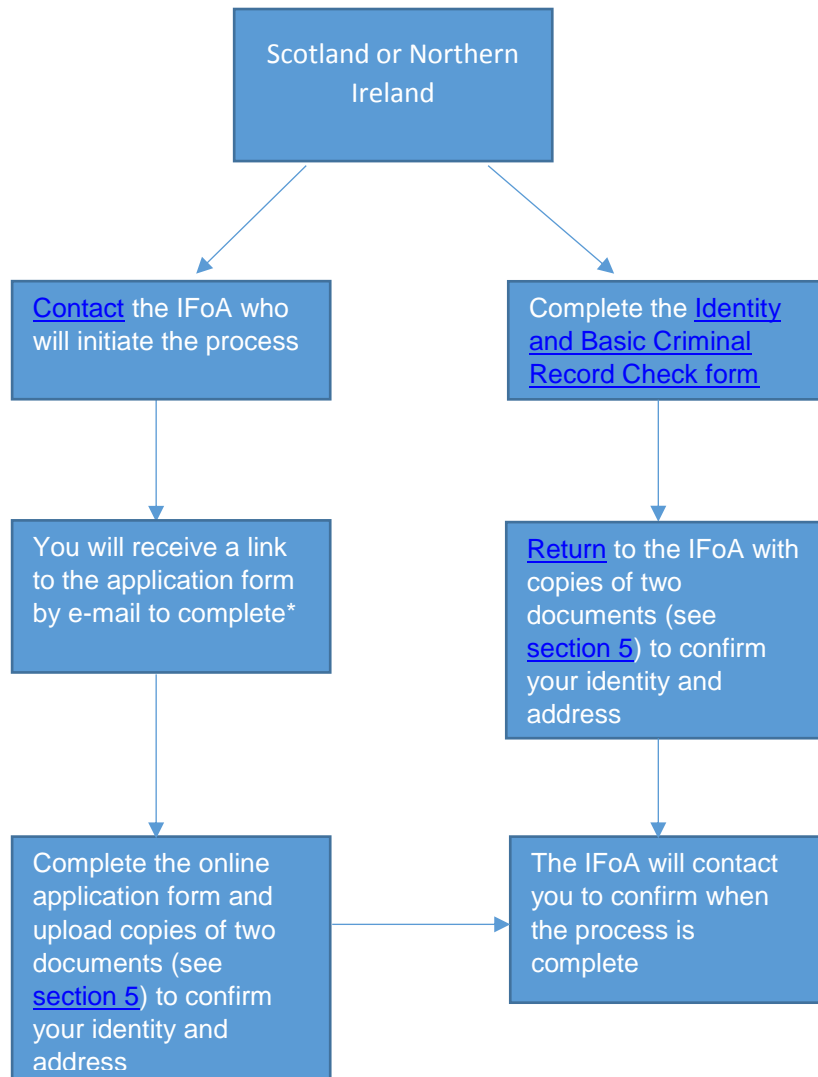 Scotland or Northern
Ireland
Contact the IFoA who
will initiate the process
Complete the Identity
and Basic Criminal
Record Check form
You will receive a link
to the application form
by e-mail to complete*
Return to the IFoA with
copies of two
documents (see
section 5) to confirm
your identity and
address
Complete the online
application form and
upload copies of two
documents (see
section 5) to confirm
your identity and
address
The IFoA will contact
you to confirm when
the process is
complete